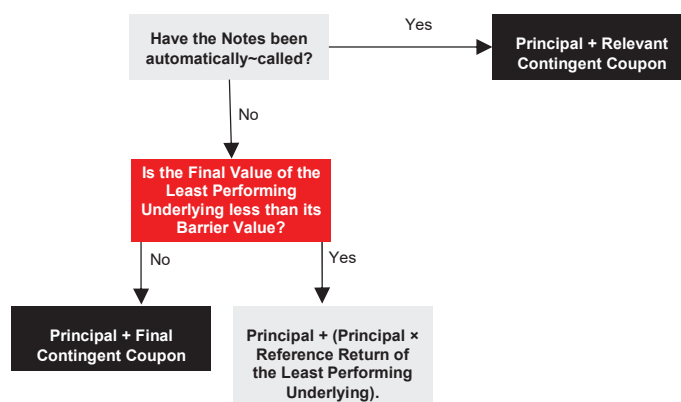 Have the Notes been
automatically~called?
Yes
Principal + Relevant
Contingent Coupon
No
Is the Final Value of the
Least Performing
Underlying less than its
Barrier Value?
No
Yes
Principal + Final
Contingent Coupon
Principal + (Principal ×
Reference Return of
the Least Performing
Underlying).